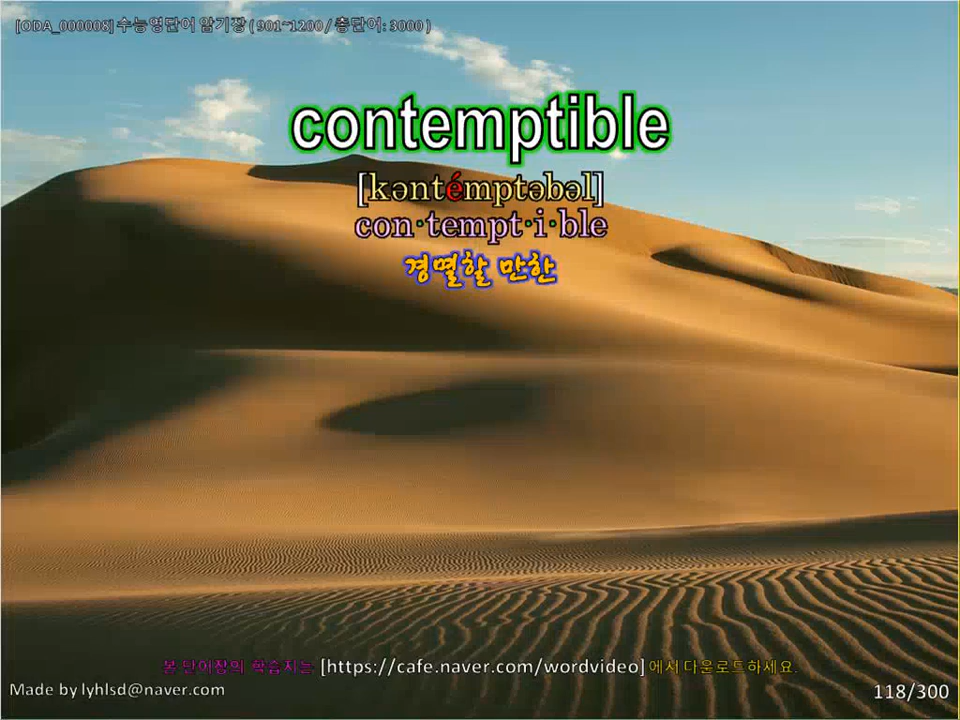 [ODA_000008] 수능영단어 암기장 ( 901~1200 / 총단어: 3000 )
contemptible
[kəntémptəbəl]
con·tempt·i·ble
경멸할 만한
본 단어장의 학습지는 [https://cafe.naver.com/wordvideo] 에서 다운로드하세요.
Made by lyhlsd@naver.com
118/300